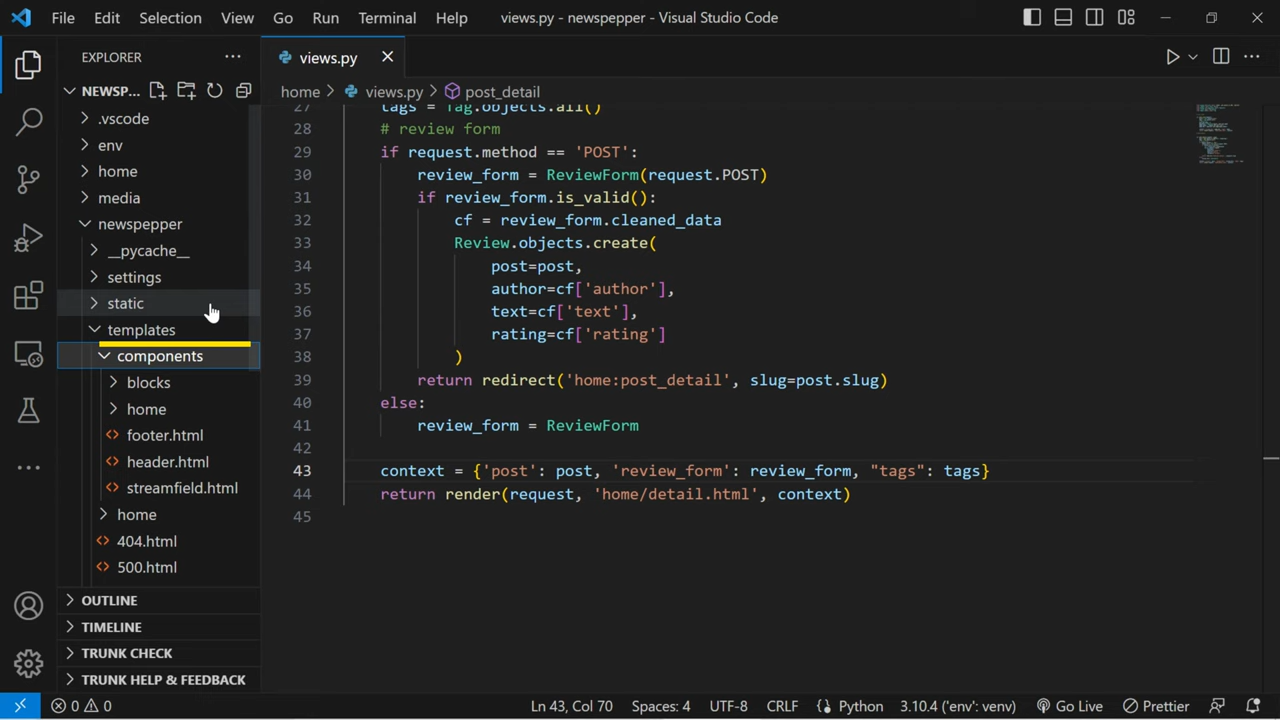 File Edit Selection View Go Run Terminal Help views.py - newspepper - Visual Studio Code
EXPLORER
NEWSP...
.vscode
env
home
media
newspepper
__pycache__
settings
static
templates
components
blocks
home
footer.html
header.html
streamfield.html
home
404.html
500.html
OUTLINE
TIMELINE
TRUNK CHECK
TRUNK HELP & FEEDBACK
views.py
home > views.py > post_detail
27 tags = Tag.objects.all()
28 # review form
29 if request.method == 'POST':
30 review_form = ReviewForm(request.POST)
31 if review_form.is_valid():
32 cf = review_form.cleaned_data
33 Review.objects.create(
34 post=post,
35 author=cf['author'],
36 text=cf['text'],
37 rating=cf['rating']
38 )
39 return redirect('home:post_detail', slug=post.slug)
40 else:
41 review_form = ReviewForm
42
43 context = {'post': post, 'review_form': review_form, "tags": tags}
44 return render(request, 'home/detail.html', context)
45
0 0 Ln 43, Col 70 Spaces: 4 UTF-8 CRLF Python 3.10.4 ('env': venv) Go Live Prettier